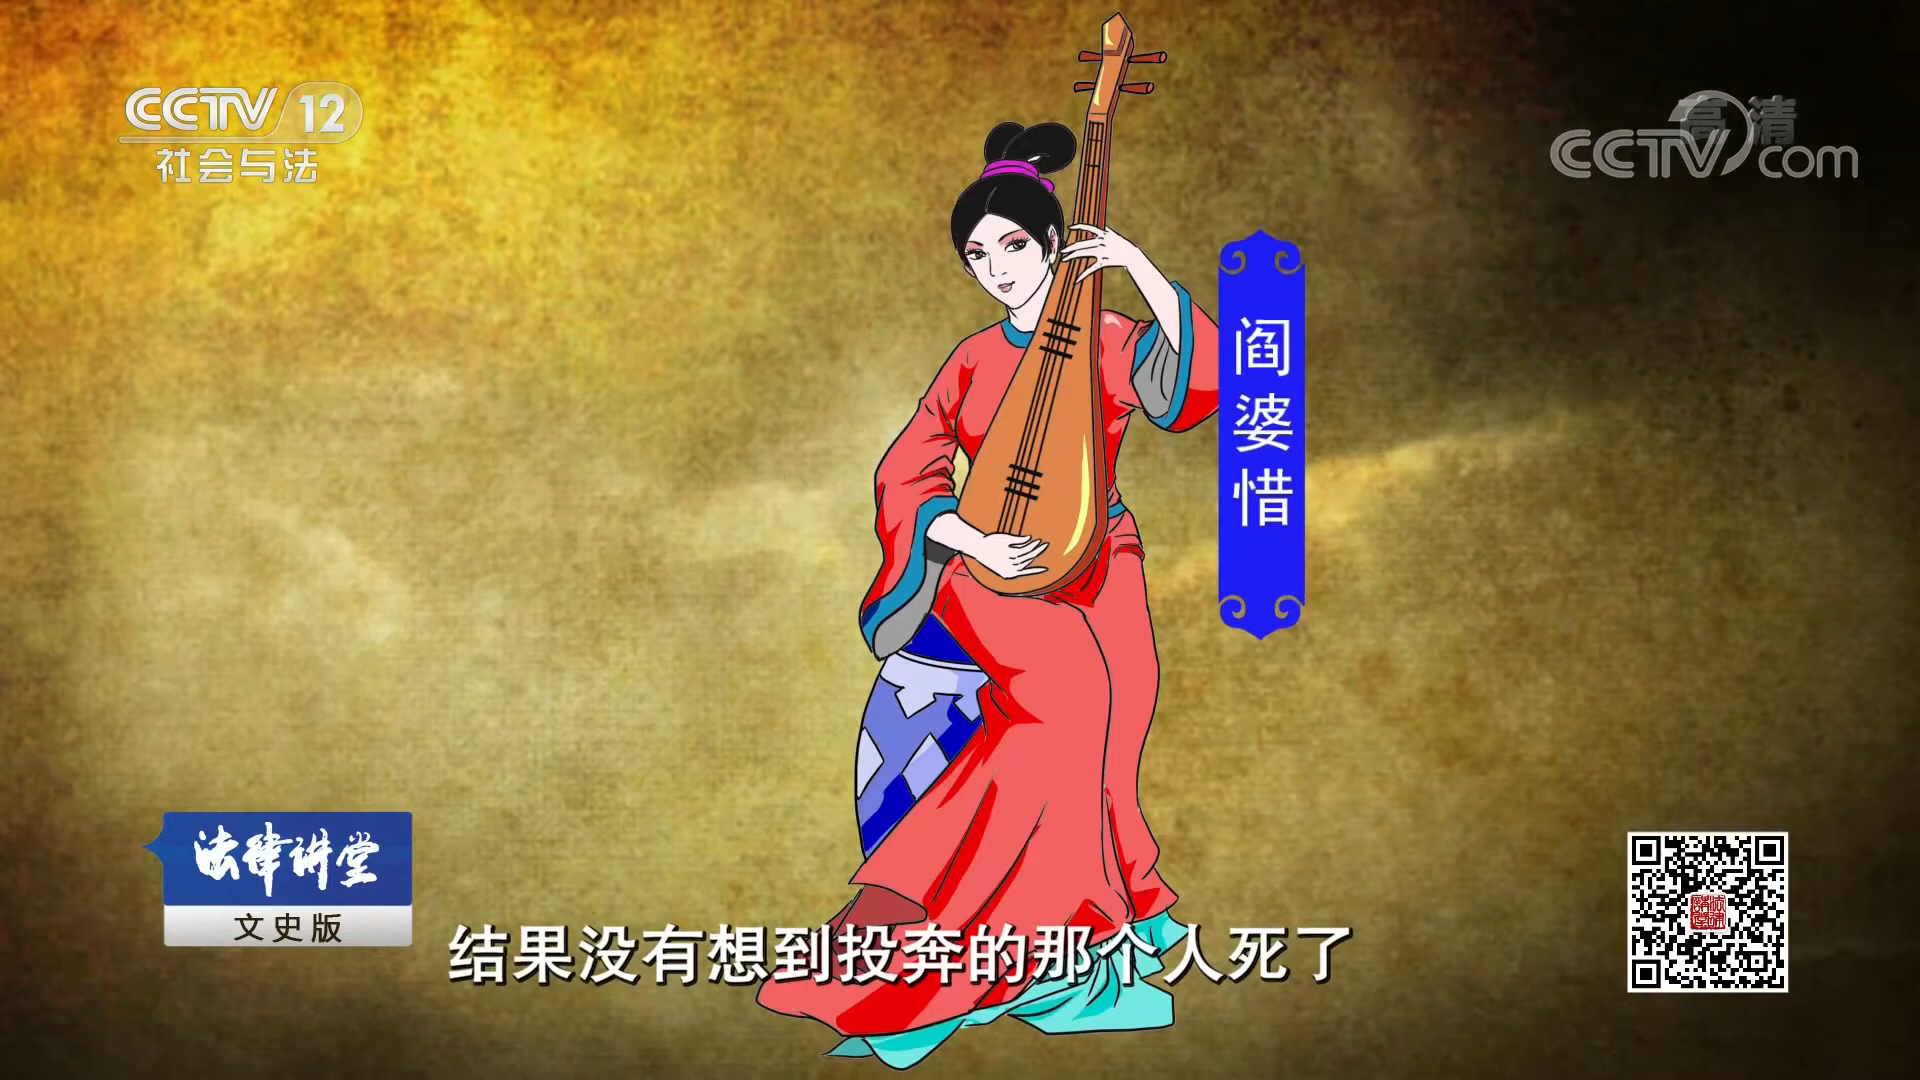 CCTV 12
社会与法
高清
CCTV com
阎婆惜
法律讲堂
文史版
结果没有想到投奔的那个人死了